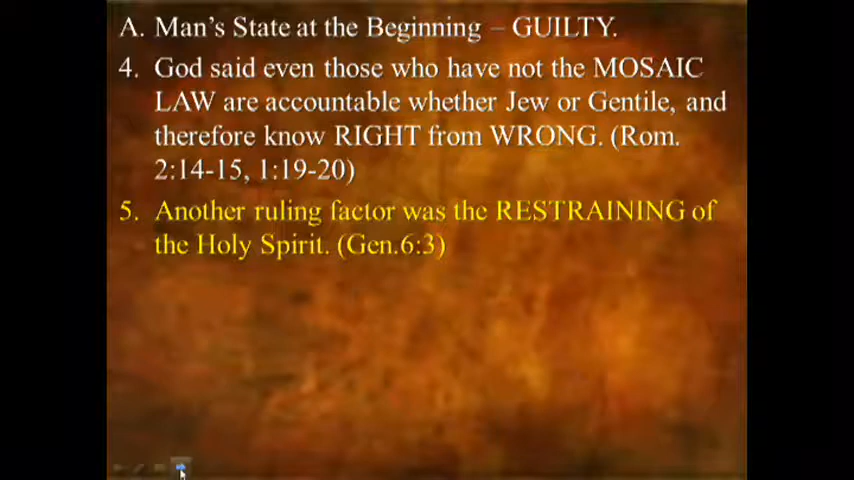 A. Man's State at the Beginning – GUILTY.
4. God said even those who have not the MOSAIC
LAW are accountable whether Jew or Gentile, and
therefore know RIGHT from WRONG. (Rom.
2:14-15, 1:19-20)
5. Another ruling factor was the RESTRAINING of
the Holy Spirit. (Gen.6:3)